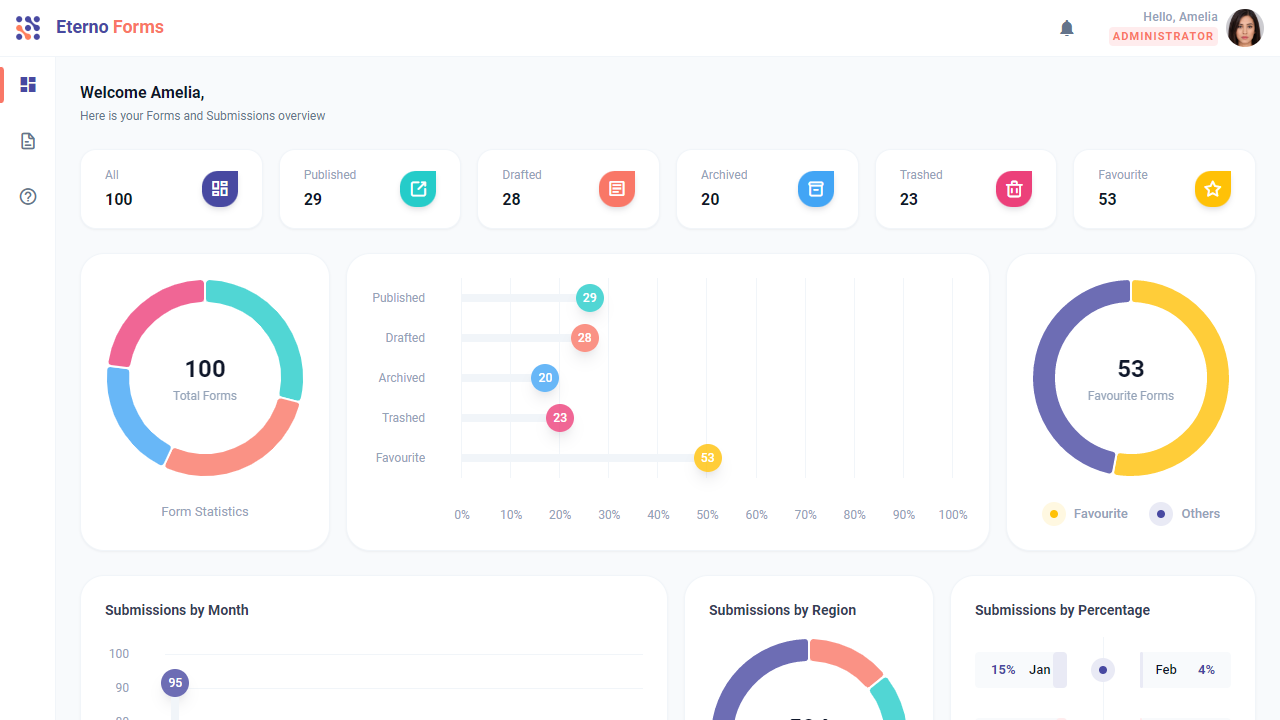 Eterno Forms
Hello, Amelia
ADMINISTRATOR
Welcome Amelia,
Here is your Forms and Submissions overview
All
100
Published
29
Drafted
28
Archived
20
Trashed
23
Favourite
53
100
Total Forms
Form Statistics
Published 29
Drafted 28
Archived 20
Trashed 23
Favourite 53
0% 10% 20% 30% 40% 50% 60% 70% 80% 90% 100%
53
Favourite Forms
Favourite Others
Submissions by Month
100
95
90
Submissions by Region
Submissions by Percentage
15% Jan
Feb 4%